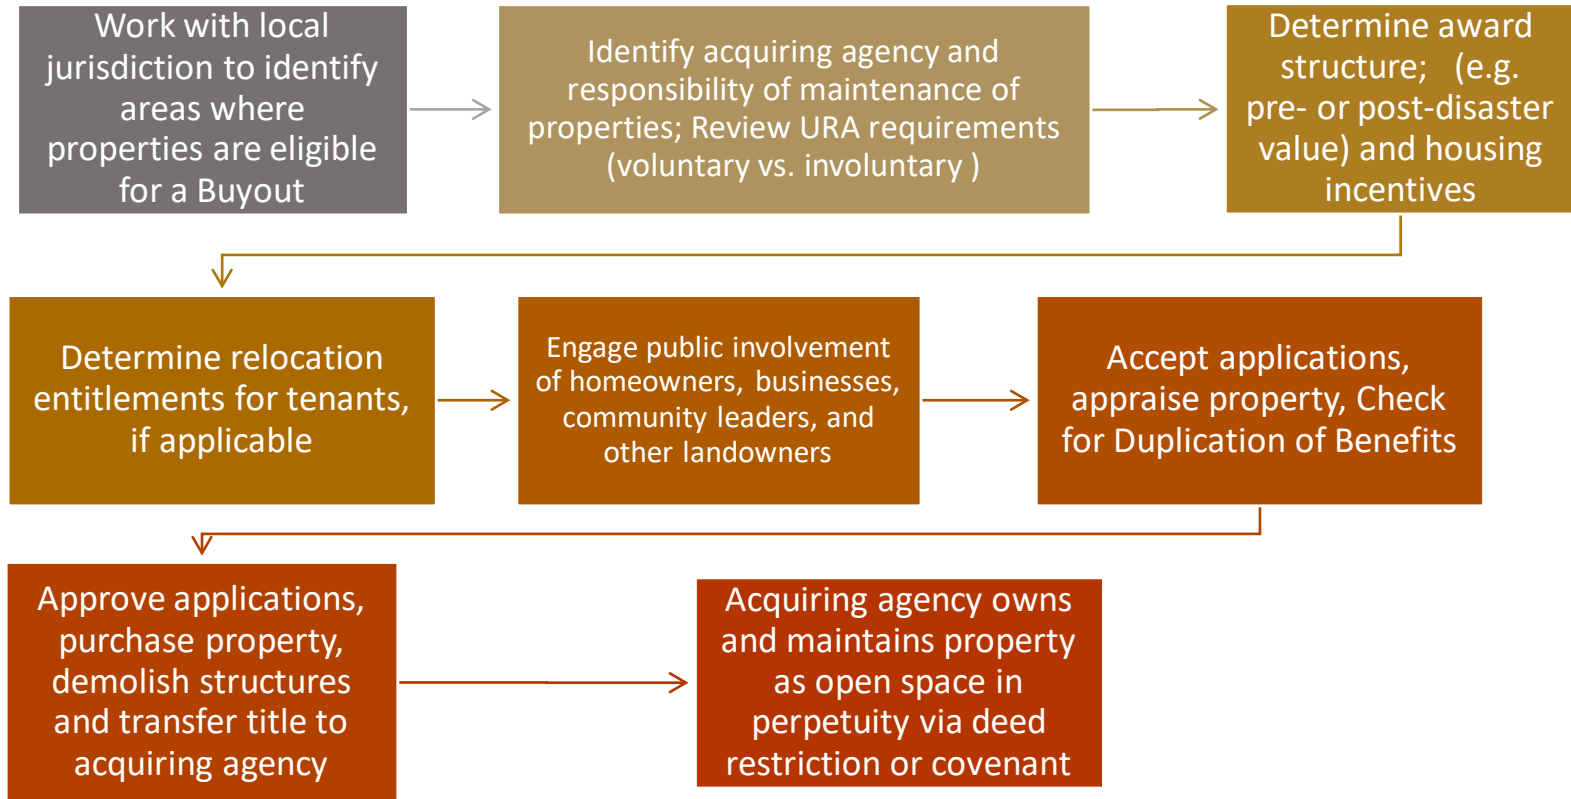 Work with local
jurisdiction to identify
areas where
properties are eligible
for a Buyout
Identify acquiring agency and
responsibility of maintenance of
properties; Review URA requirements
(voluntary vs. involuntary )
Determine award
structure; (e.g.
pre- or post-disaster
value) and housing
incentives
Determine relocation
entitlements for tenants,
if applicable
Engage public involvement
of homeowners, businesses,
community leaders, and
other landowners
Accept applications,
appraise property, Check
for Duplication of Benefits
Approve applications,
purchase property,
demolish structures
and transfer title to
acquiring agency
Acquiring agency owns
and maintains property
as open space in
perpetuity via deed
restriction or covenant